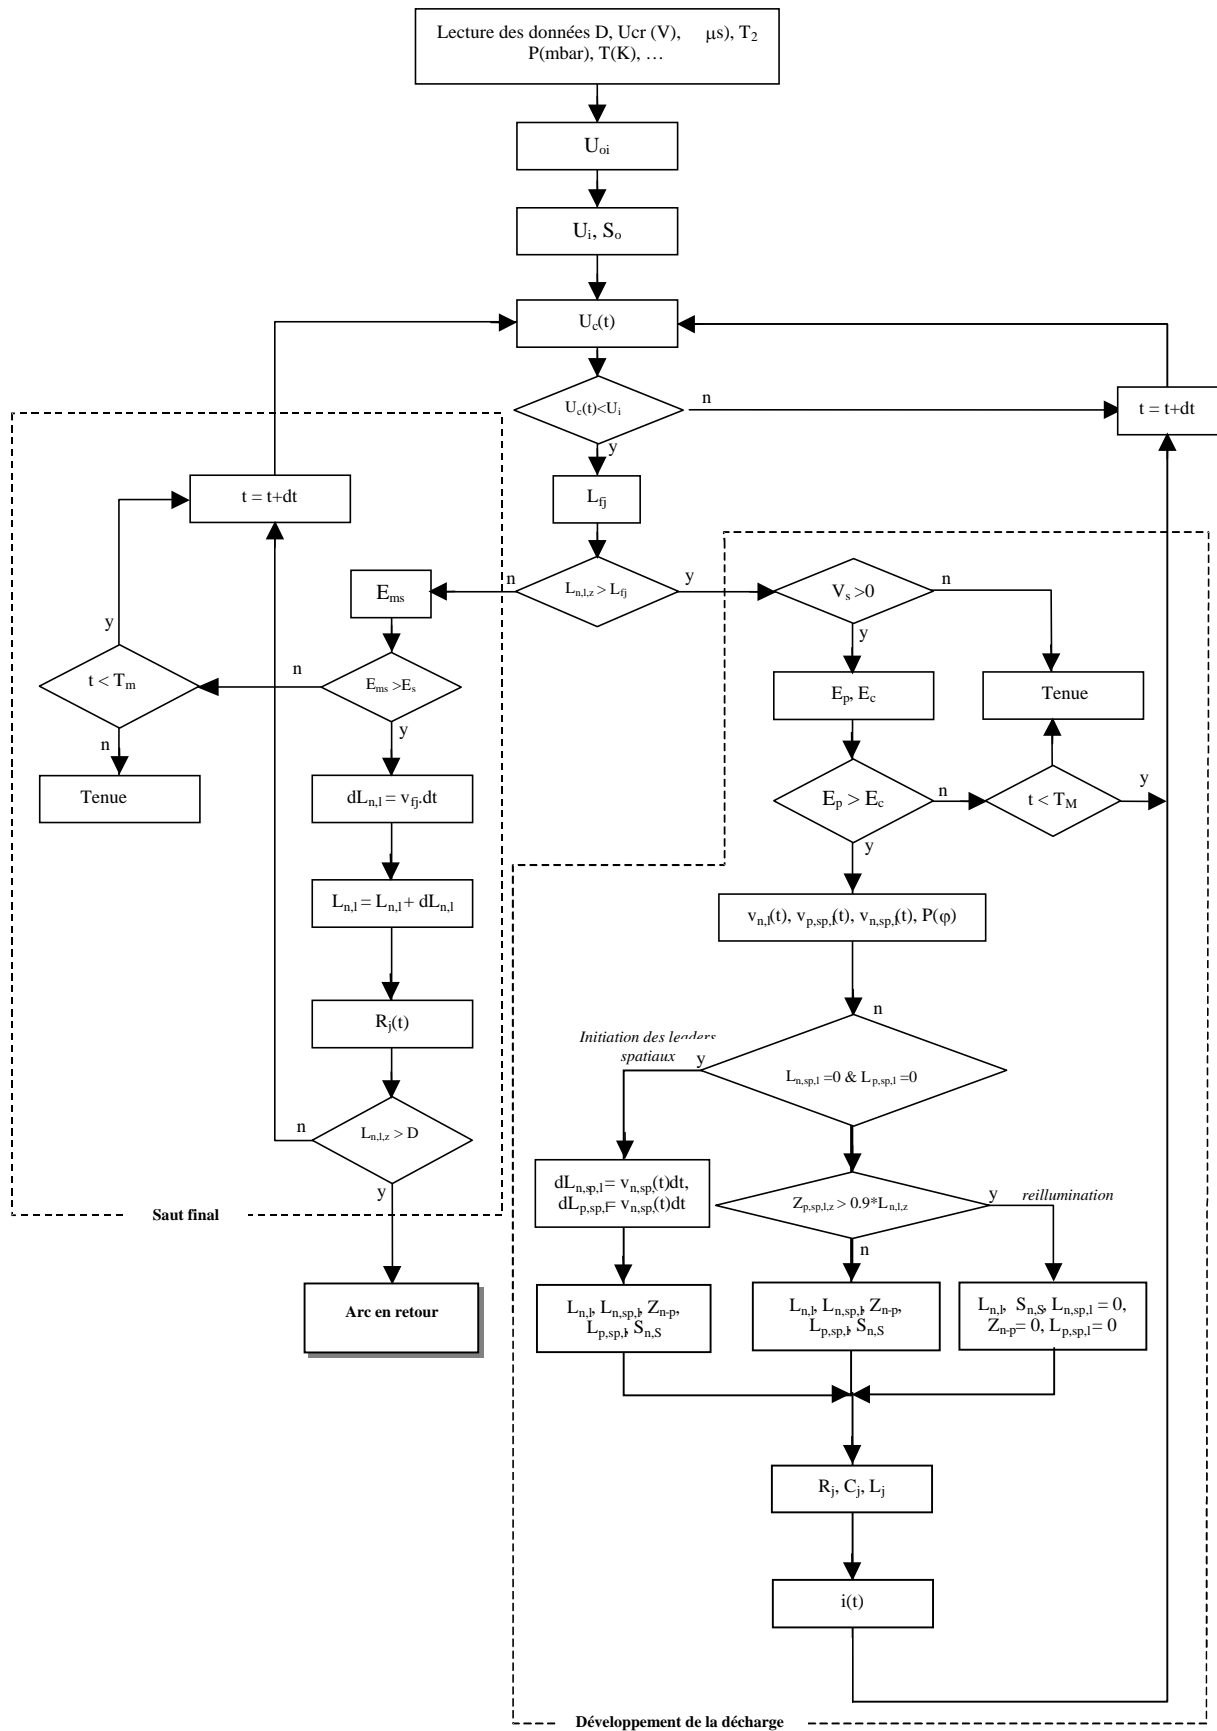 Lecture des données D, Ucr (V), µs), T2
P(mbar), T(K), …
Uoi
Ui, So
Uc(t)
Uc(t)<Ui
n
t = t+dt
y
Lfj
t = t+dt
Ln,l,z > Lfj
n
y
Ems
Vs >0
n
y
y
t < Tm
n
Ems >Es
Ep, Ec
Tenue
n
y
Tenue
dLn,l = vfj.dt
Ep > Ec
n
t < TM
y
y
Ln,l = Ln,l + dLn,l
vn,l(t), vp,sp,l(t), vn,sp,l(t), P(φ)
n
Rj(t)
Initiation des leaders
spatiaux
y
Ln,sp,l =0 & Lp,sp,l =0
n
Ln,l,z > D
y
dLn,sp,l = vn,sp,(t)dt,
dLp,sp,l = vn,sp,(t)dt
Zp,sp,l,z > 0.9*Ln,l,z
y
reillumination
n
Saut final
Arc en retour
Ln,l, Ln,sp,l, Zn-p,
Lp,sp,l, Sn,S
Ln,l, Ln,sp,l, Zn-p,
Lp,sp,l, Sn,S
Ln,l, Sn,S, Ln,sp,l = 0,
Zn-p= 0, Lp,sp,l = 0
Rj, Cj, Lj
i(t)
Développement de la décharge